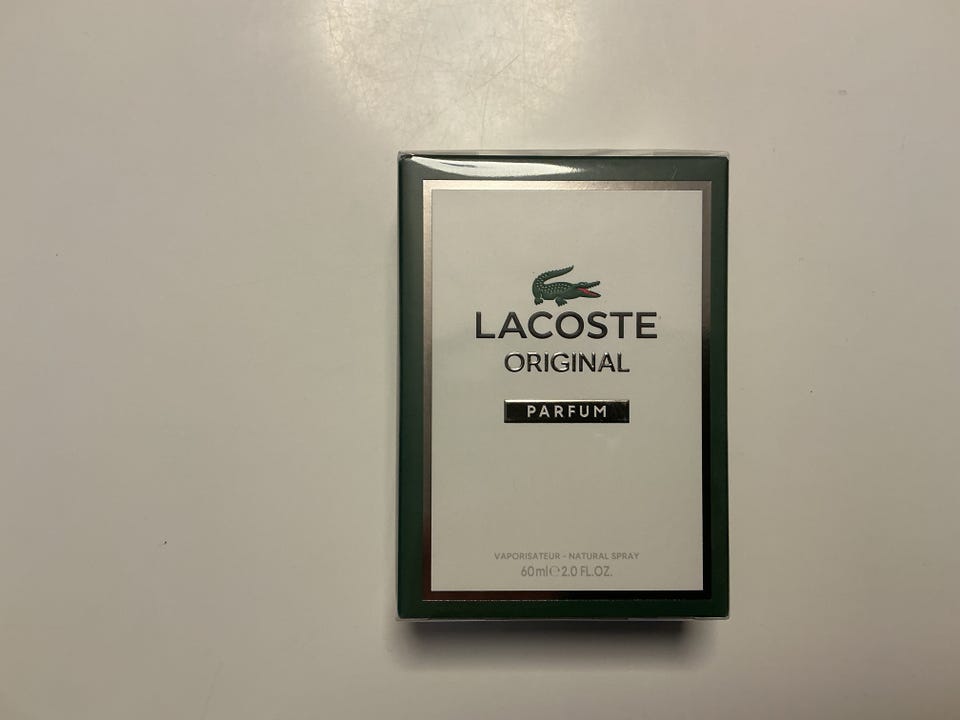 LACOSTE
ORIGINAL
PARFUM
VAPORISATEUR - NATURAL SPRAY
60ml℮2.0 FL.OZ.